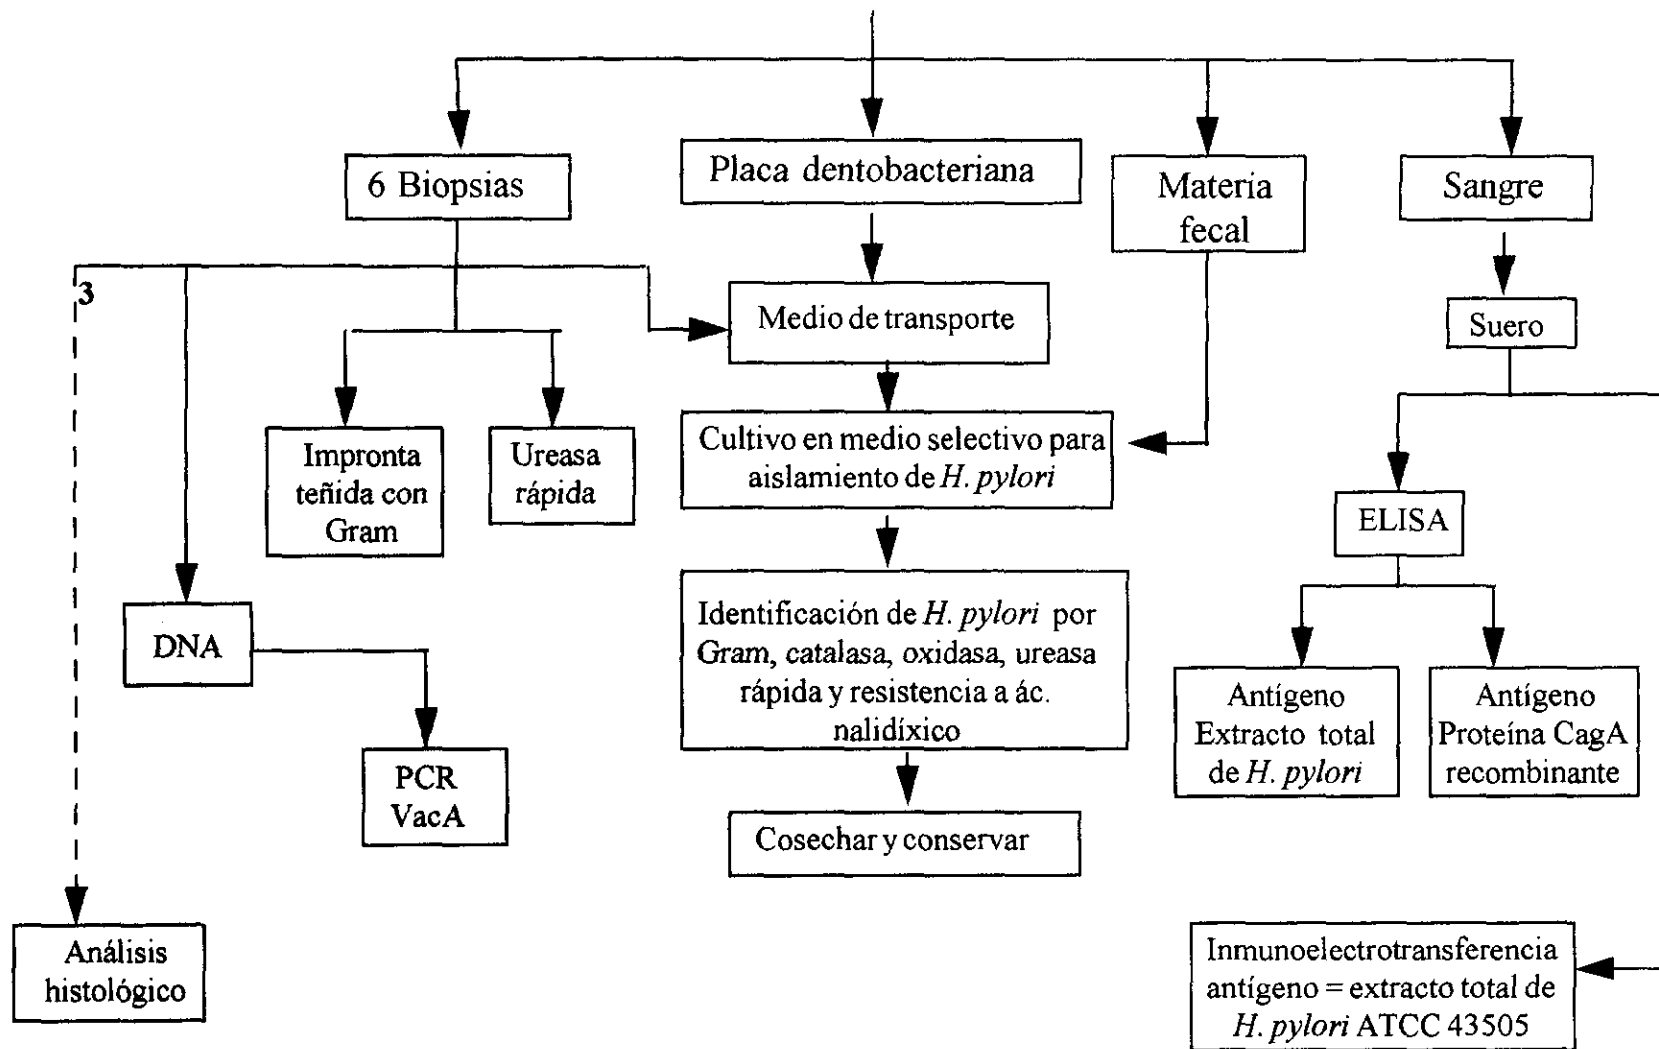 6 Biopsias
Placa dentobacteriana
Materia
fecal
Sangre
3
Medio de transporte
Suero
Impronta
teñida con
Gram
Ureasa
rápida
Cultivo en medio selectivo para
aislamiento de H. pylori
ELISA
DNA
Identificación de H. pylori por
Gram, catalasa, oxidasa, ureasa
rápida y resistencia a ác.
nalidíxico
Antígeno
Extracto total
de H. pylori
Antígeno
Proteína CagA
recombinante
PCR
VacA
Cosechar y conservar
Análisis
histológico
Inmunoelectrotransferencia
antígeno = extracto total de
H. pylori ATCC 43505